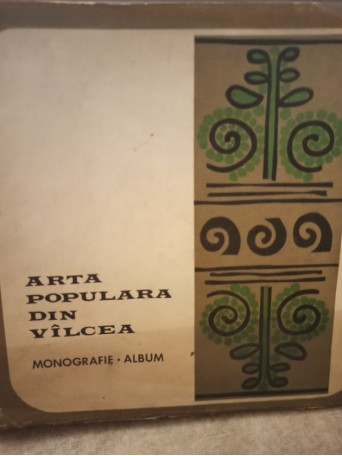 ARTA
POPULARA
DIN
VÎLCEA
MONOGRAFIE · ALBUM